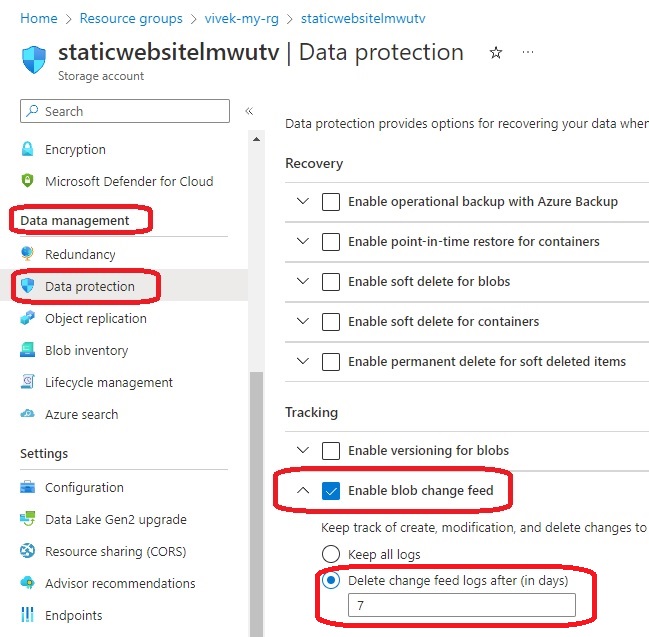 Home > Resource groups > vivek-my-rg > staticwebsitelmwutv
staticwebsitelmwutv | Data protection ☆ ···
Storage account
Search «
Encryption
Microsoft Defender for Cloud
Data management
Redundancy
Data protection
Object replication
Blob inventory
Lifecycle management
Azure search
Settings
Configuration
Data Lake Gen2 upgrade
Resource sharing (CORS)
Advisor recommendations
Endpoints
Data protection provides options for recovering your data when
Recovery
Enable operational backup with Azure Backup
Enable point-in-time restore for containers
Enable soft delete for blobs
Enable soft delete for containers
Enable permanent delete for soft deleted items
Tracking
Enable versioning for blobs
Enable blob change feed
Keep track of create, modification, and delete changes to
Keep all logs
Delete change feed logs after (in days)
7